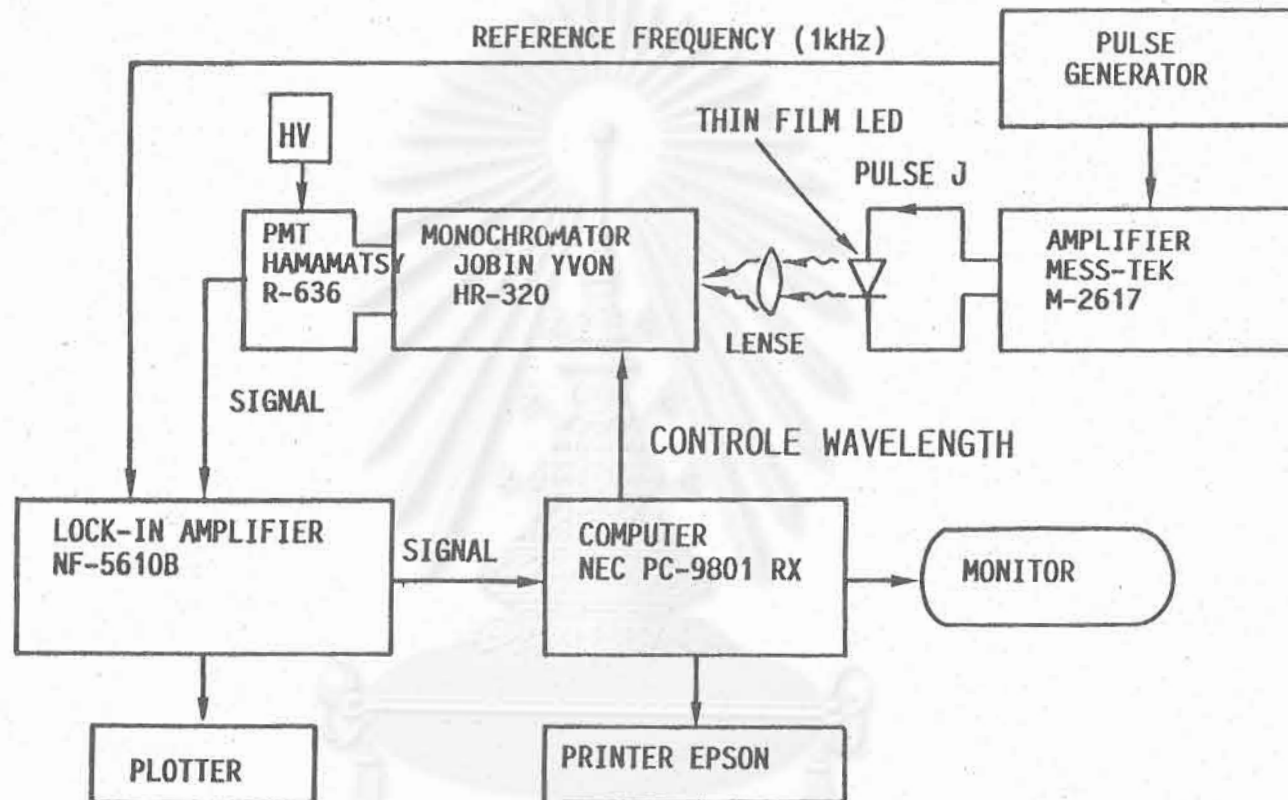 REFERENCE FREQUENCY (1kHz)
PULSE
GENERATOR
HV
THIN FILM LED
PULSE J
PMT
HAMAMATSY
R-636
MONOCHROMATOR
JOBIN YVON
HR-320
AMPLIFIER
MESS-TEK
M-2617
LENSE
SIGNAL
CONTROLE WAVELENGTH
LOCK-IN AMPLIFIER
NF-5610B
SIGNAL
COMPUTER
NEC PC-9801 RX
MONITOR
PLOTTER
PRINTER EPSON